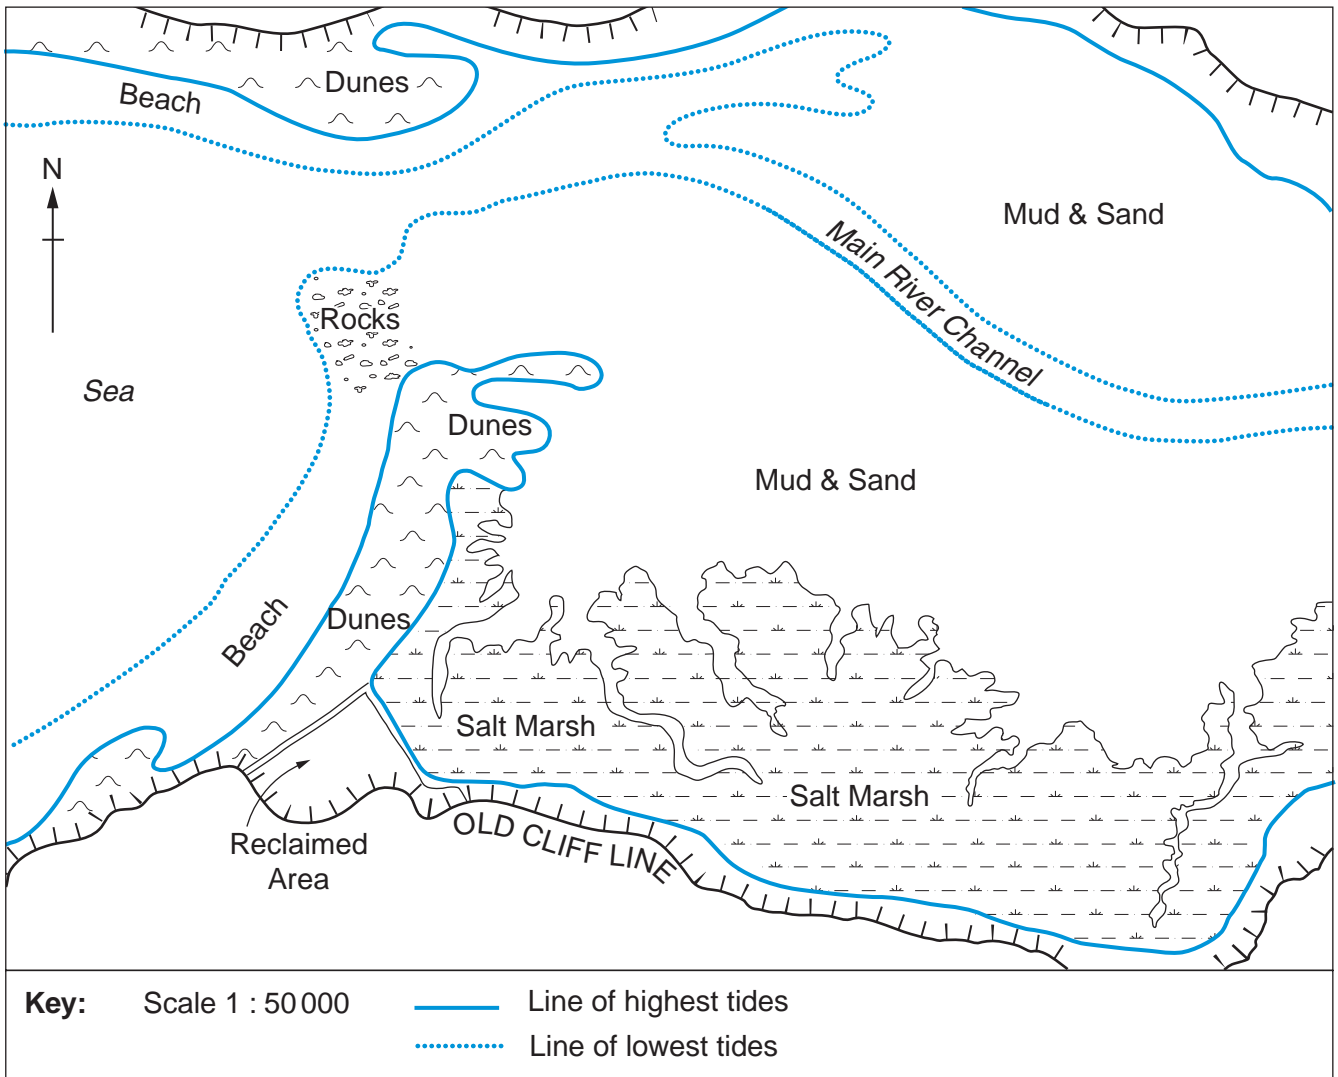 Dunes
Beach
N
Mud & Sand
Main River Channel
Rocks
Sea
Dunes
Mud & Sand
Beach
Dunes
Salt Marsh
Salt Marsh
Reclaimed
Area
OLD CLIFF LINE
Key: Scale 1 : 50 000 Line of highest tides
Line of lowest tides